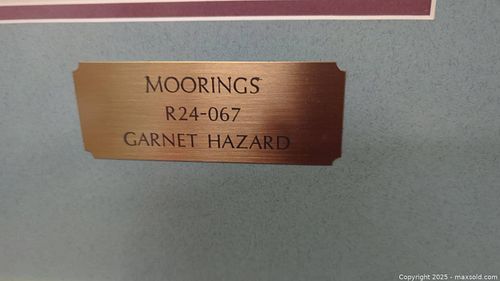 MOORINGS
R24-067
GARNET HAZARD
Copyright © 2025 - maxsold.com